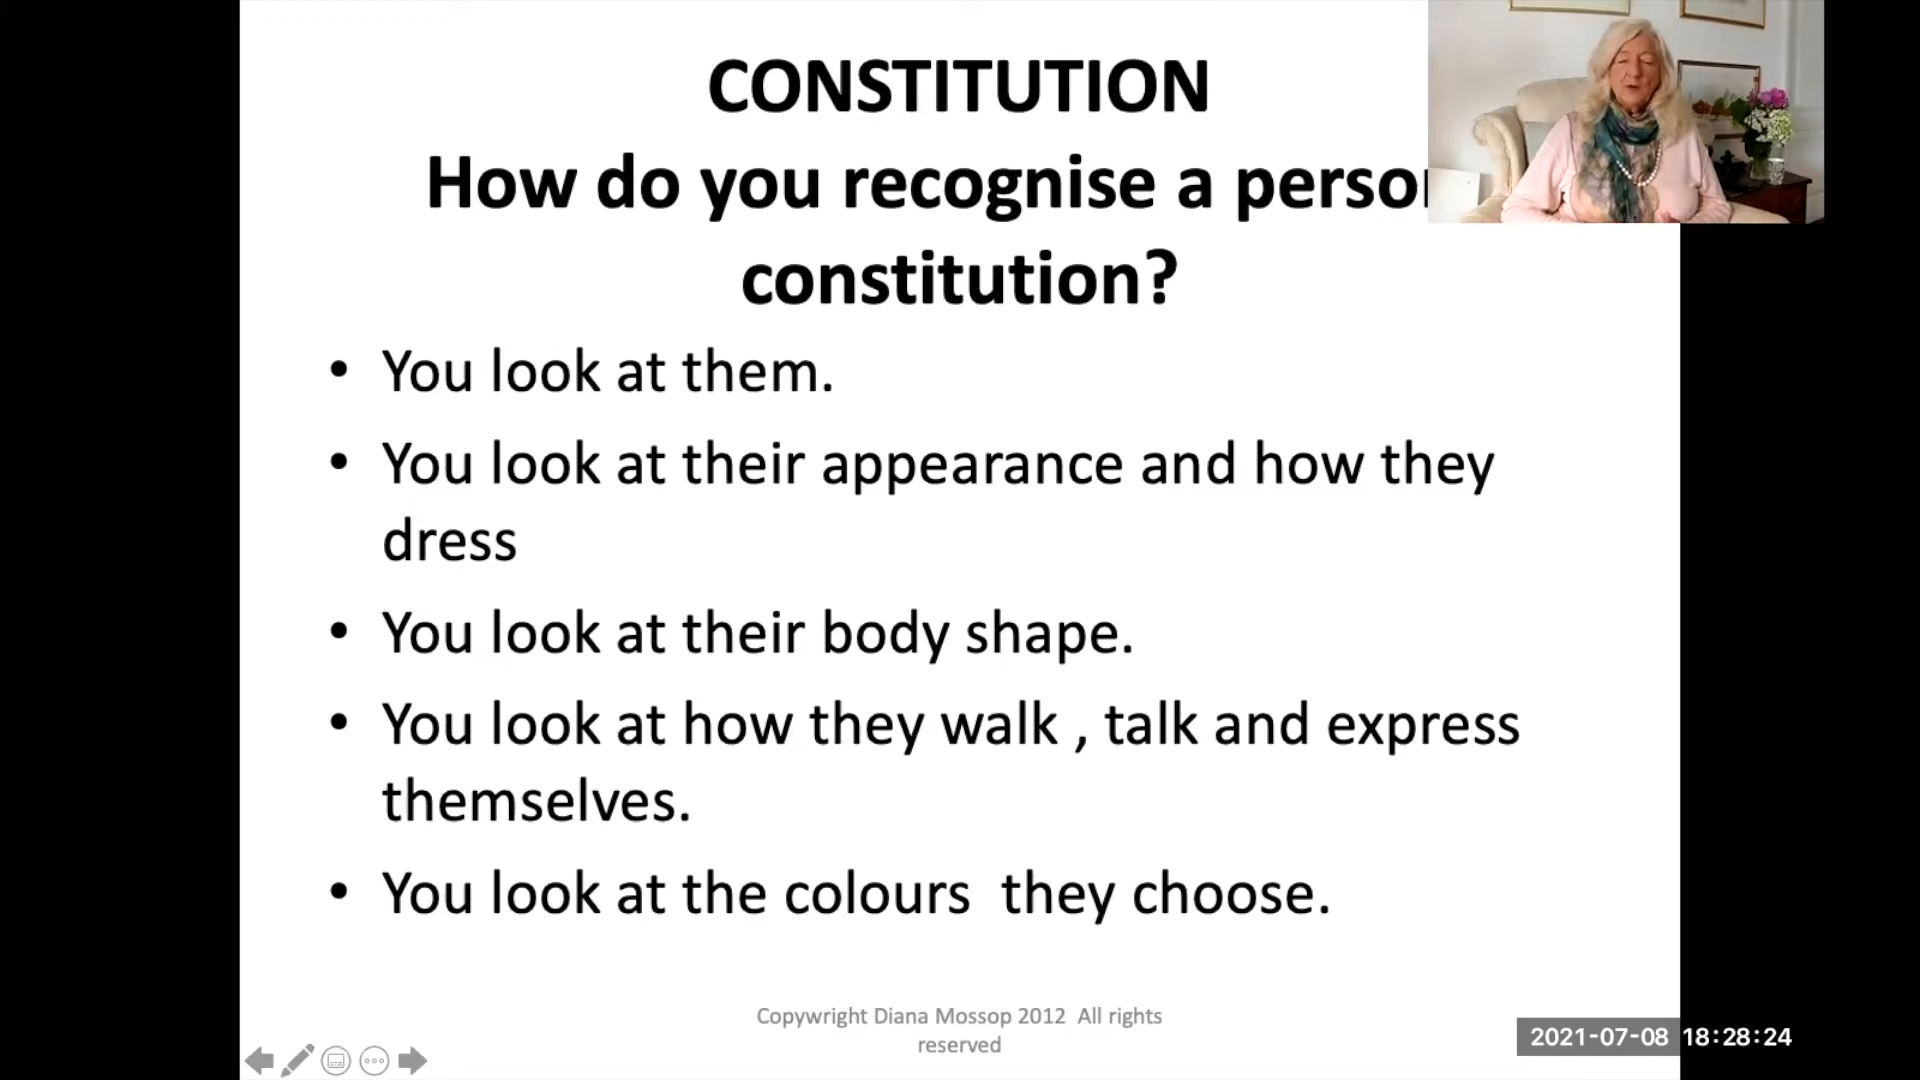 CONSTITUTION
How do you recognise a perso
constitution?
• You look at them.
• You look at their appearance and how they
dress
• You look at their body shape.
• You look at how they walk , talk and express
themselves.
• You look at the colours  they choose.
Copywright Diana Mossop 2012  All rights
reserved
2021-07-08 18:28:24